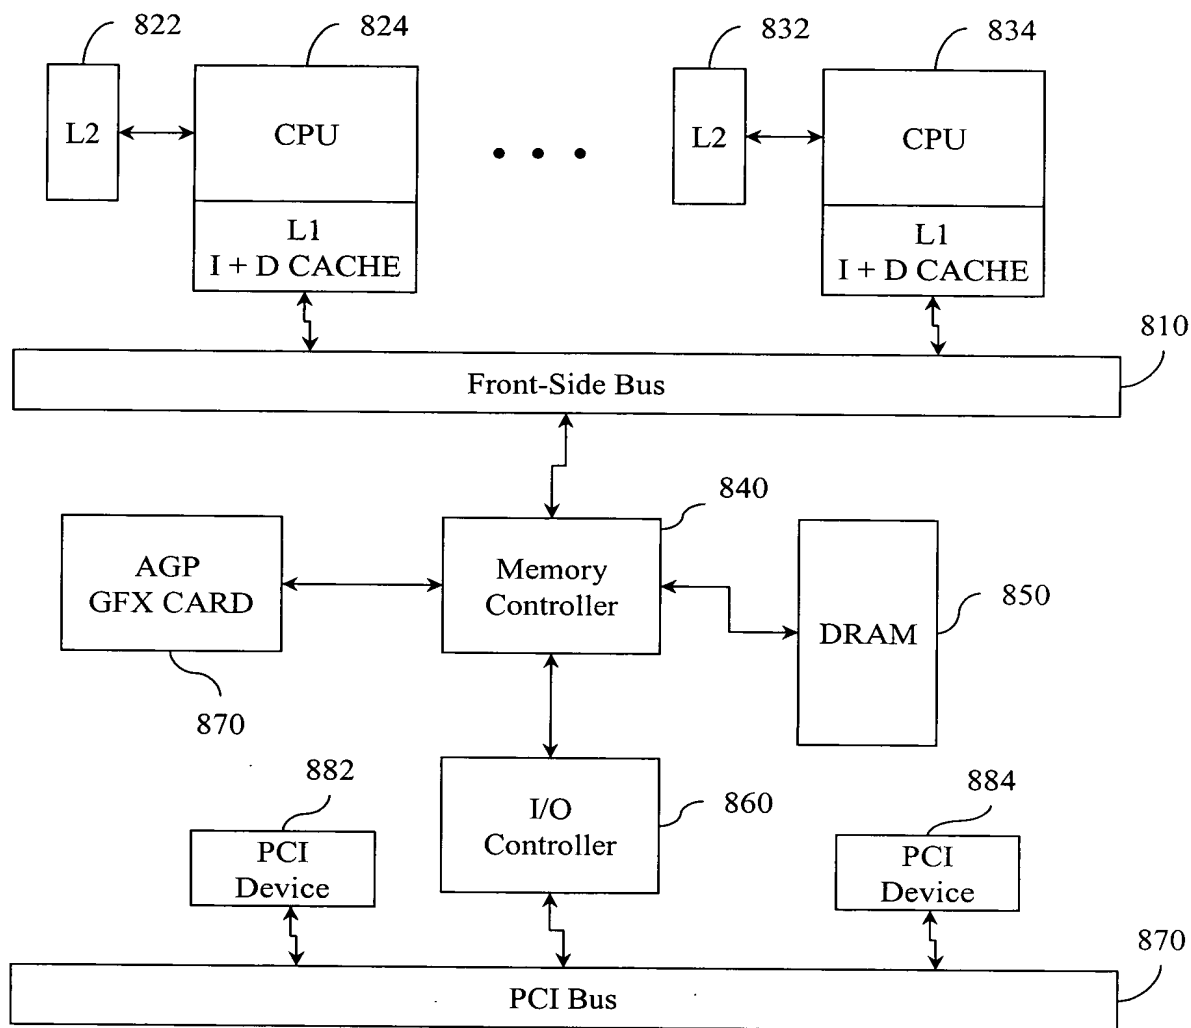 822
824
832
834
L2
CPU
L2
CPU
L1
I + D CACHE
L1
I + D CACHE
810
Front-Side Bus
840
AGP
GFX CARD
Memory
Controller
DRAM
850
870
882
I/O
Controller
860
884
PCI
Device
PCI
Device
870
PCI Bus